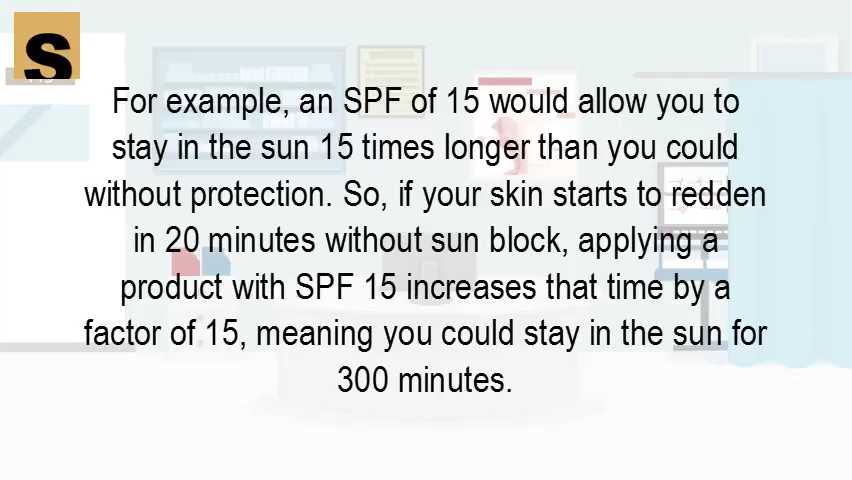 S
For example, an SPF of 15 would allow you to
stay in the sun 15 times longer than you could
without protection. So, if your skin starts to redden
in 20 minutes without sun block, applying a
product with SPF 15 increases that time by a
factor of 15, meaning you could stay in the sun for
300 minutes.